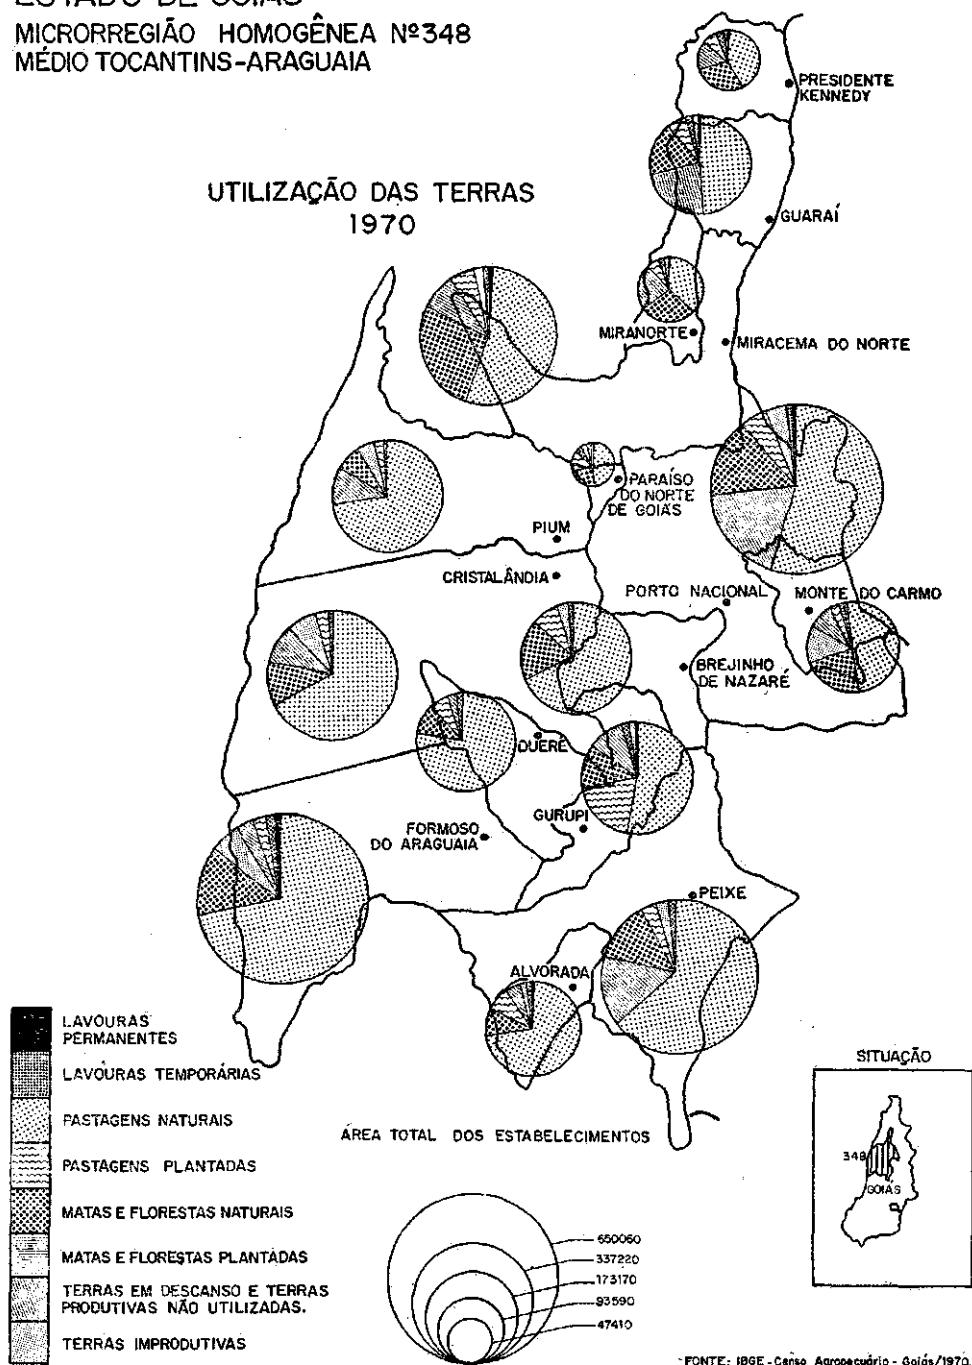 ESTADO DE GOIÁS
MICRORREGIÃO HOMOGÊNEA Nº348
MÉDIO TOCANTINS-ARAGUAIA
UTILIZAÇÃO DAS TERRAS
1970
PRESIDENTE
KENNEDY
GUARAÍ
MIRANORTE
MIRACEMA DO NORTE
PARAÍSO
DO NORTE
DE GOIÁS
PIUM
CRISTALÂNDIA
PORTO NACIONAL
MONTE DO CARMO
BREJINHO
DE NAZARÉ
DUERÉ
GURUPI
FORMOSO
DO ARAGUAIA
PEIXE
ALVORADA
LAVOURAS
PERMANENTES
LAVOURAS TEMPORÁRIAS
PASTAGENS NATURAIS
PASTAGENS PLANTADAS
MATAS E FLORESTAS NATURAIS
MATAS E FLORESTAS PLANTADAS
TERRAS EM DESCANSO E TERRAS
PRODUTIVAS NÃO UTILIZADAS.
TERRAS IMPRODUTIVAS
ÁREA TOTAL DOS ESTABELECIMENTOS
650060
337220
173170
93590
47410
SITUAÇÃO
348
GOIÁS
FONTE: IBGE - Censo Agropecuário - Goiás/1970